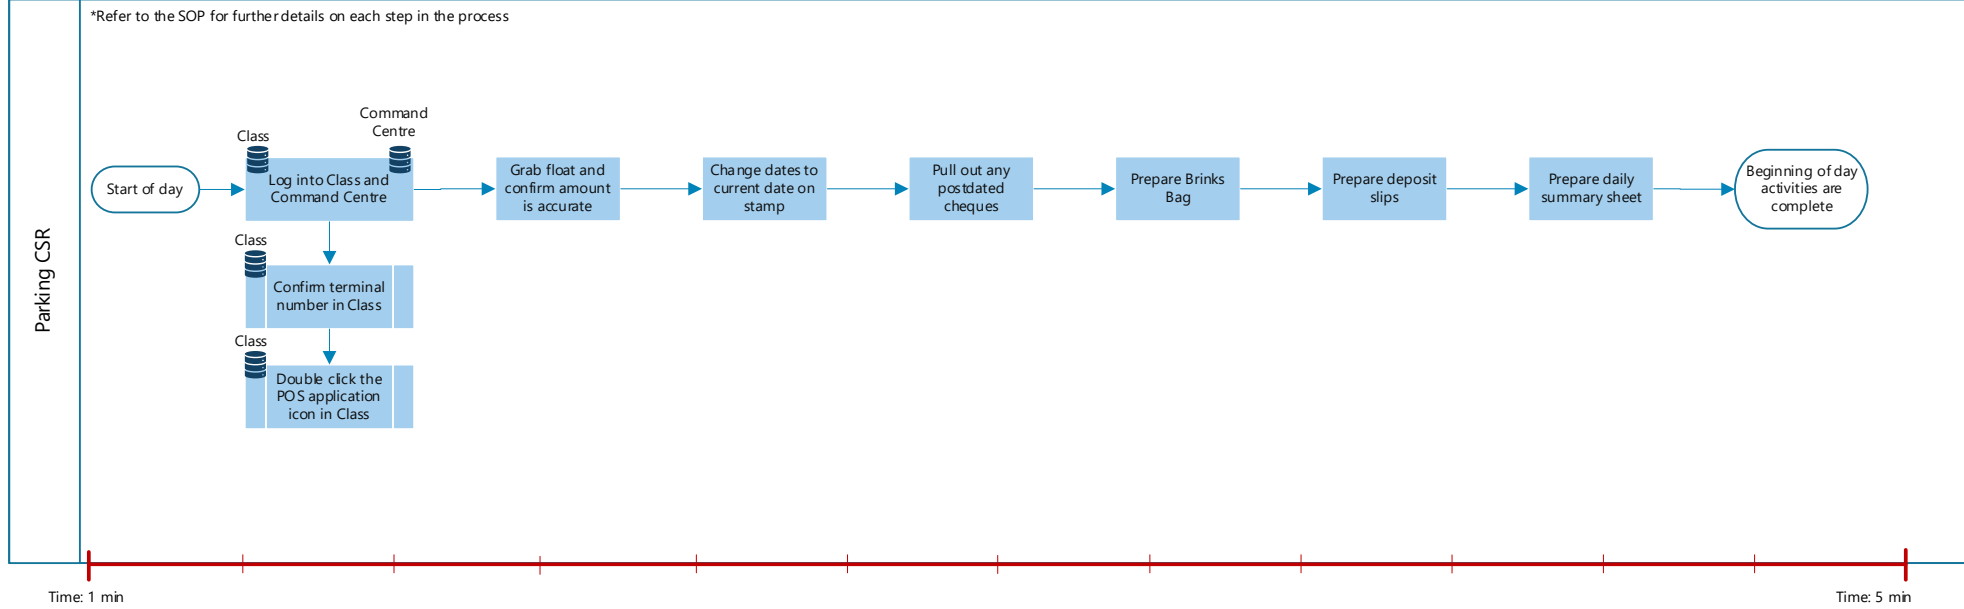 *Refer to the SOP for further details on each step in the process
Parking CSR
Start of day
Class
Command
Centre
Log into Class and
Command Centre
Class
Confirm terminal
number in Class
Class
Double click the
POS application
icon in Class
Grab float and
confirm amount
is accurate
Change dates to
current date on
stamp
Pull out any
postdated
cheques
Prepare Brinks
Bag
Prepare deposit
slips
Prepare daily
summary sheet
Beginning of day
activities are
complete
Time: 1 min
Time: 5 min